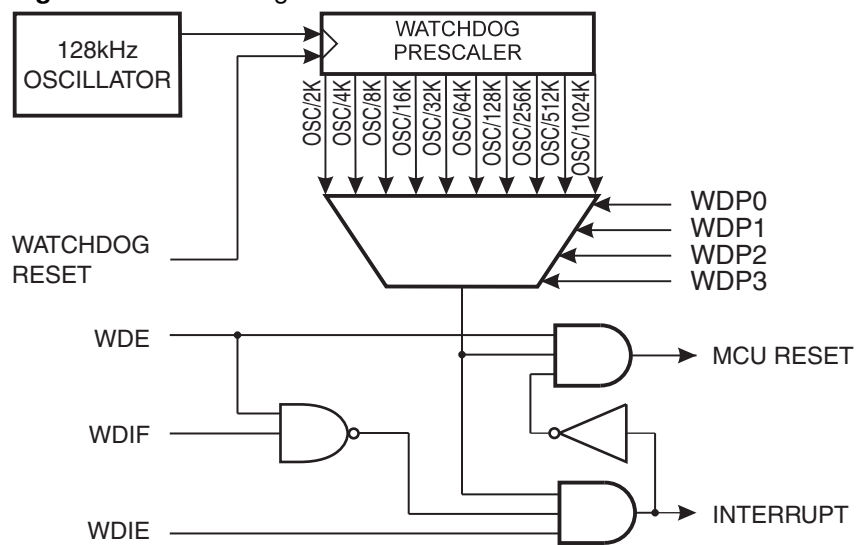 128kHz
OSCILLATOR
WATCHDOG
PRESCALER
OSC/2K
OSC/4K
OSC/8K
OSC/16K
OSC/32K
OSC/64K
OSC/128K
OSC/256K
OSC/512K
OSC/1024K
WDP0
WDP1
WDP2
WDP3
WATCHDOG
RESET
WDE
MCU RESET
WDIF
WDIE
INTERRUPT